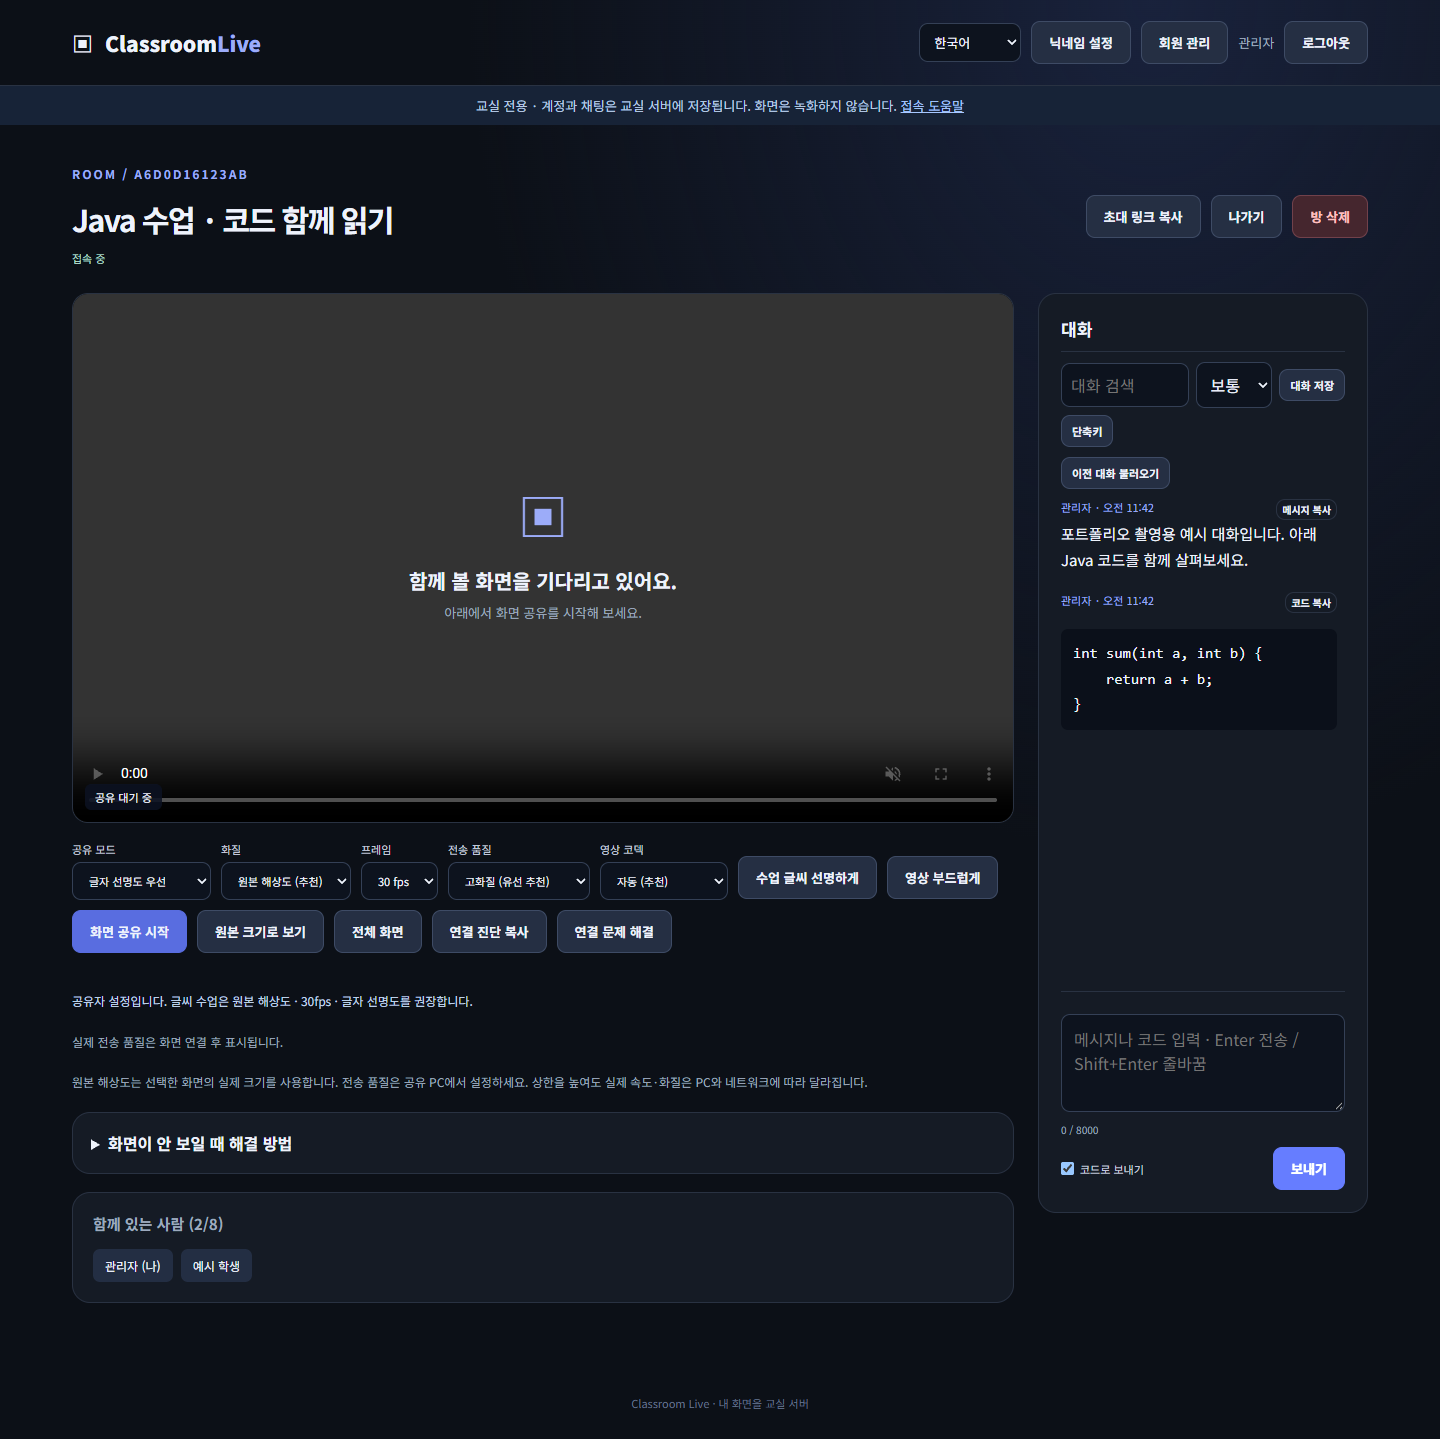 ClassroomLive
한국어
닉네임 설정
회원 관리
관리자
로그아웃
교실 전용 · 계정과 채팅은 교실 서버에 저장됩니다. 화면은 녹화하지 않습니다. 접속 도움말
ROOM / A6D0D16123AB
Java 수업 · 코드 함께 읽기
접속 중
초대 링크 복사
나가기
방 삭제
함께 볼 화면을 기다리고 있어요.
아래에서 화면 공유를 시작해 보세요.
0:00
공유 대기 중
공유 모드
화질
프레임
전송 품질
영상 코덱
글자 선명도 우선
원본 해상도 (추천)
30 fps
고화질 (유선 추천)
자동 (추천)
수업 글씨 선명하게
영상 부드럽게
화면 공유 시작
원본 크기로 보기
전체 화면
연결 진단 복사
연결 문제 해결
공유자 설정입니다. 글씨 수업은 원본 해상도 · 30fps · 글자 선명도를 권장합니다.
실제 전송 품질은 화면 연결 후 표시됩니다.
원본 해상도는 선택한 화면의 실제 크기를 사용합니다. 전송 품질은 공유 PC에서 설정하세요. 상한을 높여도 실제 속도·화질은 PC와 네트워크에 따라 달라집니다.
화면이 안 보일 때 해결 방법
함께 있는 사람 (2/8)
관리자 (나)
예시 학생
대화
대화 검색
보통
대화 저장
단축키
이전 대화 불러오기
관리자 · 오전 11:42
메시지 복사
포트폴리오 촬영용 예시 대화입니다. 아래
Java 코드를 함께 살펴보세요.
관리자 · 오전 11:42
코드 복사
int sum(int a, int b) {
    return a + b;
}
메시지나 코드 입력 · Enter 전송 /
Shift+Enter 줄바꿈
0 / 8000
코드로 보내기
보내기
Classroom Live · 내 화면을 교실 서버